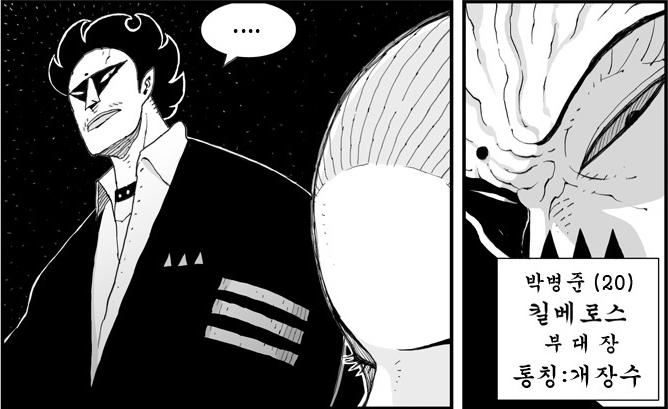 ....
박병준 (20)
킬베로스
부 대 장
통칭:개장수